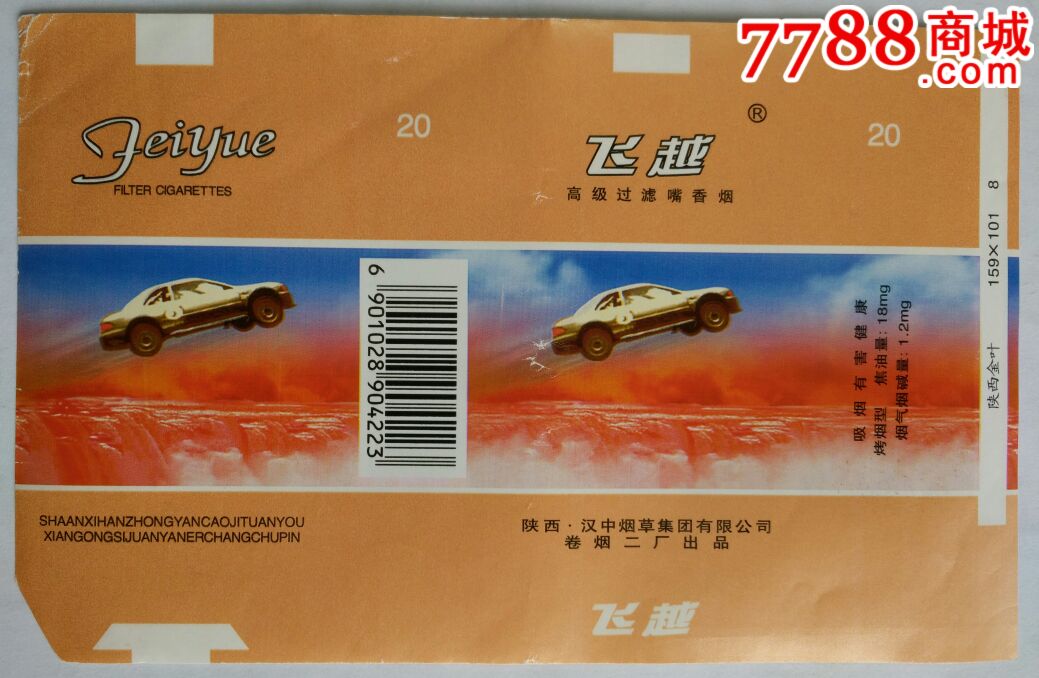 7788商城
.com
Feiyue
FILTER CIGARETTES
20
飞越
®
高级过滤嘴香烟
20
6 901028 904223
吸烟有害健康
烤烟型 焦油量:18mg
烟气烟碱量:1.2mg
陕西金叶 159×101 8
SHAANXIHANZHONGYANCAOJITUANYOU
XIANGONGSIJUANYANERCHANGCHUPIN
陕西·汉中烟草集团有限公司
卷烟二厂出品
飞越